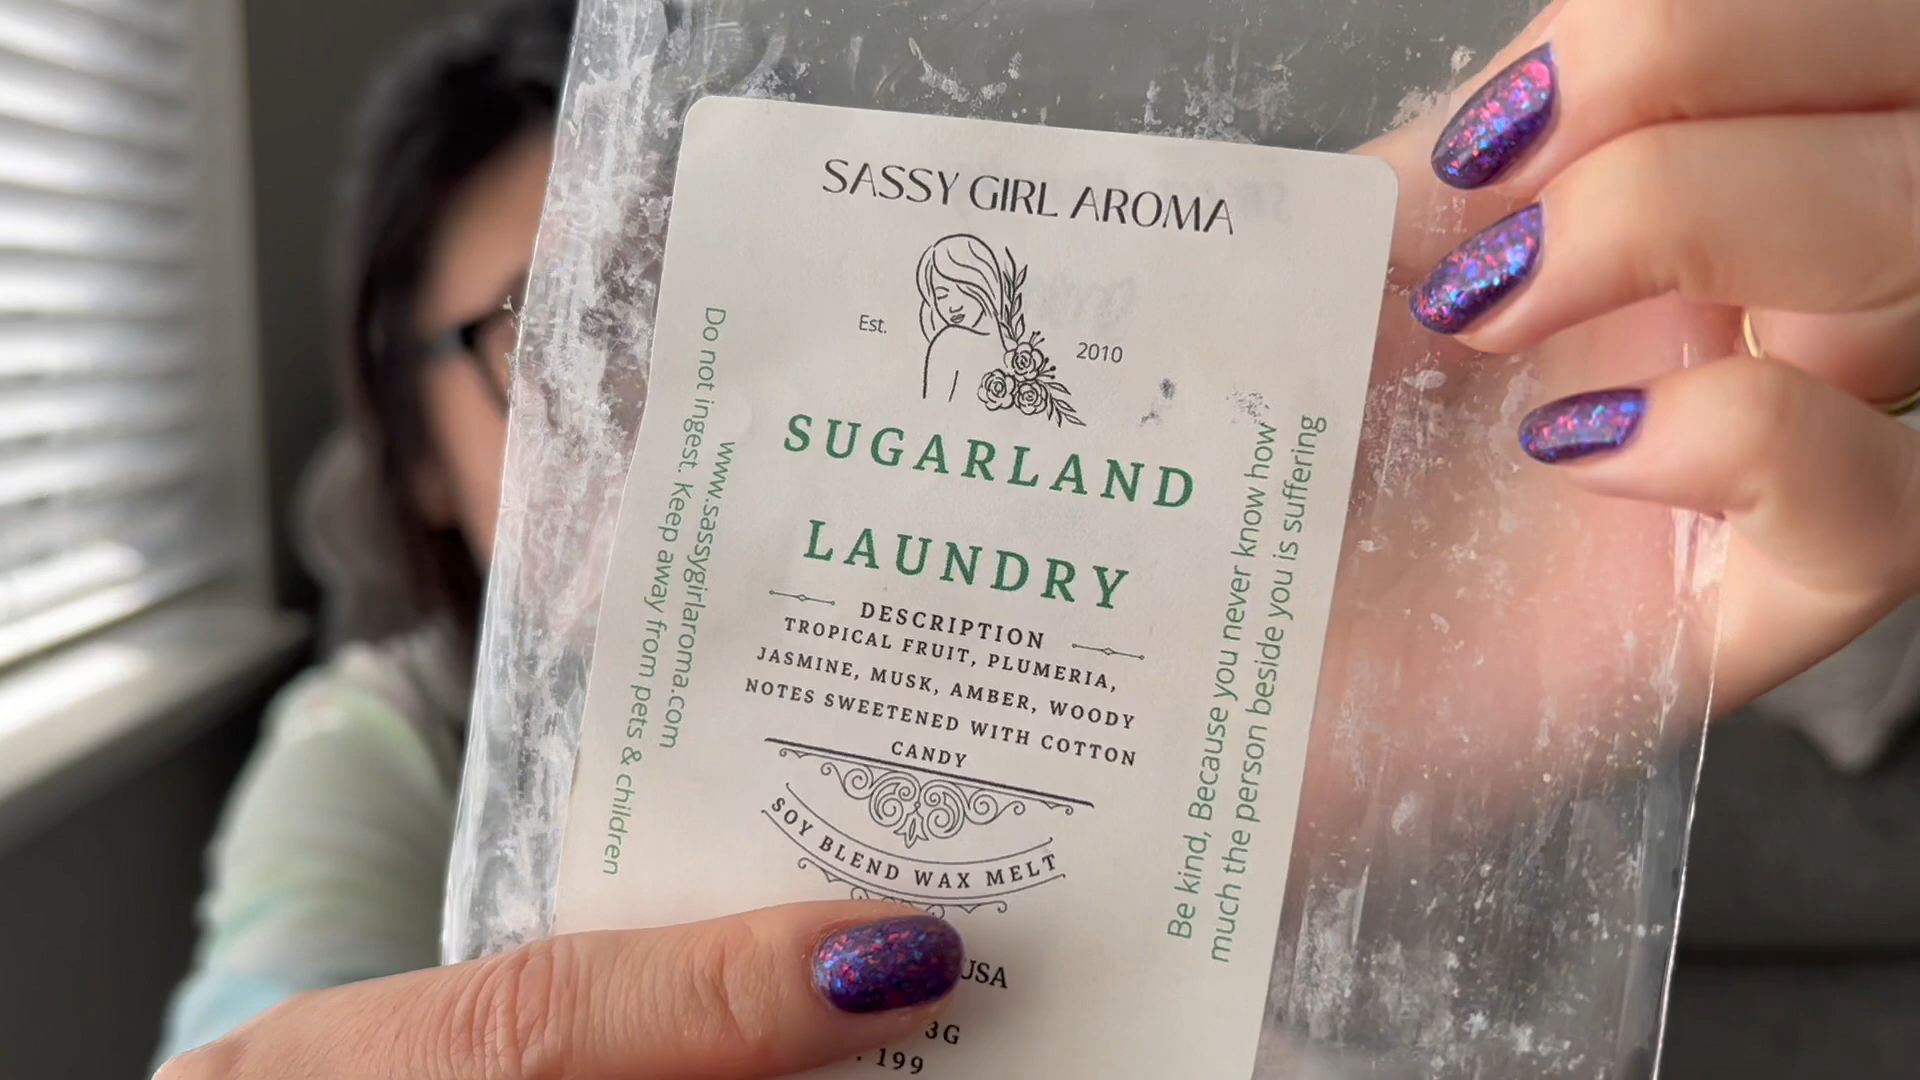 SASSY GIRL AROMA
Est.
2010
SUGARLAND
LAUNDRY
DESCRIPTION
TROPICAL FRUIT, PLUMERIA,
JASMINE, MUSK, AMBER, WOODY
NOTES SWEETENED WITH COTTON
CANDY
SOY BLEND WAX MELT
USA
3G
. 199
www.sassygirlaroma.com
Do not ingest. Keep away from pets & children
Be kind, Because you never know how
much the person beside you is suffering